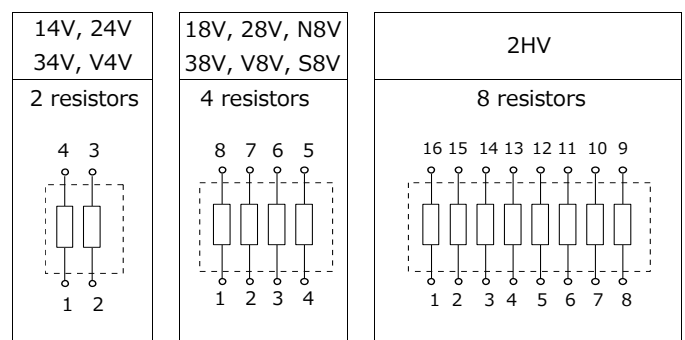 14V, 24V
34V, V4V
2 resistors
4 3
1 2
18V, 28V, N8V
38V, V8V, S8V
4 resistors
8 7 6 5
1 2 3 4
2HV
8 resistors
16 15 14 13 12 11 10 9
1 2 3 4 5 6 7 8